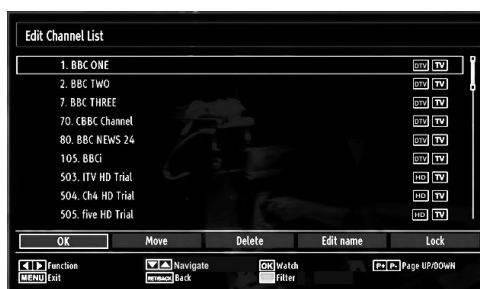 Edit Channel List
1. BBC ONE DTV TV
2. BBC TWO DTV TV
7. BBC THREE DTV TV
70. CBBC Channel DTV TV
80. BBC NEWS 24 DTV TV
105. BBCi DTV TV
503. ITV HD Trial HD TV
504. Ch4 HD Trial HD TV
505. five HD Trial HD TV
OK Move Delete Edit name Lock
Function Navigate OK Watch P+ P- Page UP/DOWN
MENU Exit RET/BACK Back Filter